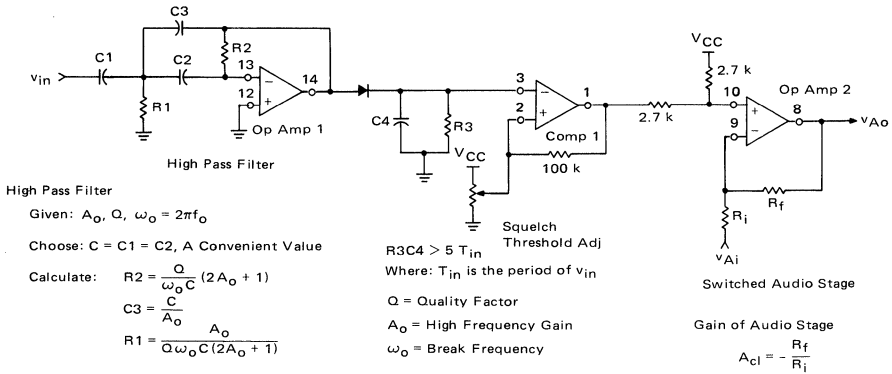 C3
C1
C2
R2
13
14
v_in
12
R1
Op Amp 1
High Pass Filter
C4
R3
3
1
2
Comp 1
V_CC
100 k
Squelch
Threshold Adj
2.7 k
V_CC
2.7 k
Op Amp 2
10
8
9
v_Ao
R_f
R_i
v_Ai
Switched Audio Stage
High Pass Filter
Given: A_o, Q, ω_o = 2πf_o
Choose: C = C1 = C2, A Convenient Value
Calculate: R2 = Q / (ω_o C) (2A_o + 1)
C3 = C / A_o
R1 = A_o / (Qω_o C (2A_o + 1))
R3C4 > 5 T_in
Where: T_in is the period of v_in
Q = Quality Factor
A_o = High Frequency Gain
ω_o = Break Frequency
Gain of Audio Stage
A_cl = - R_f / R_i